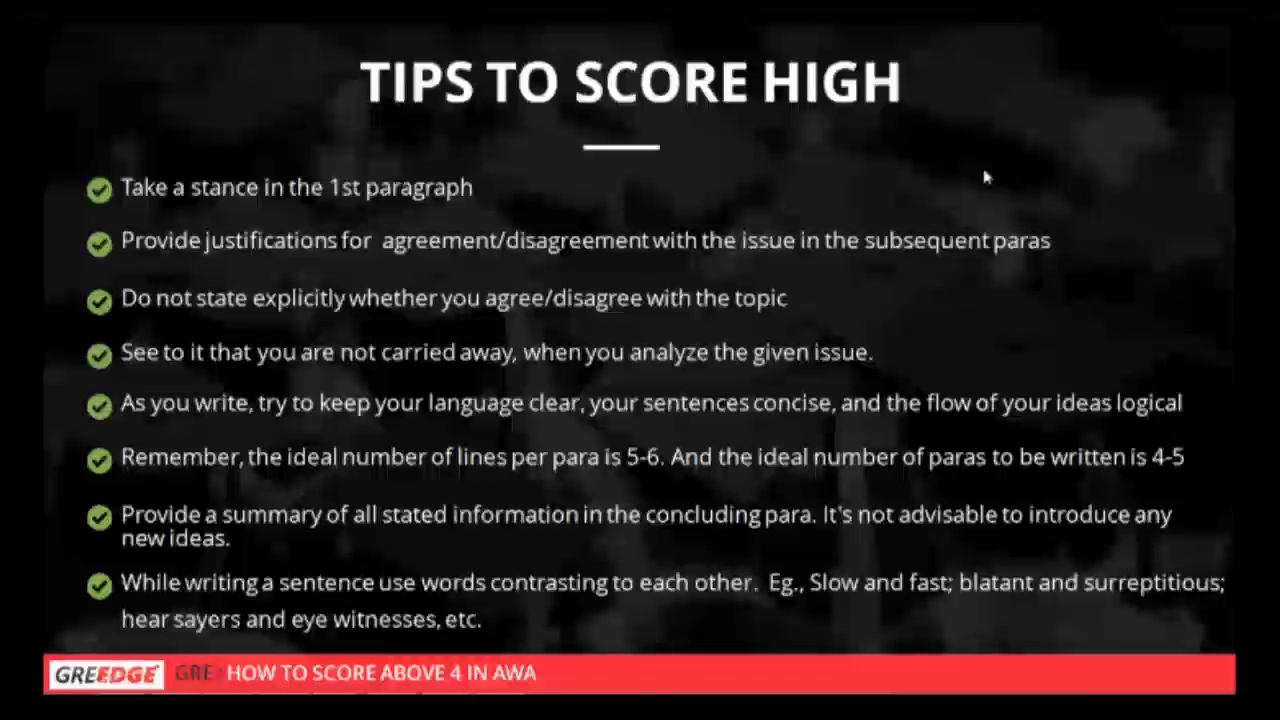 TIPS TO SCORE HIGH
Take a stance in the 1st paragraph
Provide justifications for agreement/disagreement with the issue in the subsequent paras
Do not state explicitly whether you agree/disagree with the topic
See to it that you are not carried away, when you analyze the given issue.
As you write, try to keep your language clear, your sentences concise, and the flow of your ideas logical
Remember, the ideal number of lines per para is 5-6. And the ideal number of paras to be written is 4-5
Provide a summary of all stated information in the concluding para. It's not advisable to introduce any
new ideas.
While writing a sentence use words contrasting to each other. Eg., Slow and fast; blatant and surreptitious;
hear sayers and eye witnesses, etc.
GREEDGE GRE : HOW TO SCORE ABOVE 4 IN AWA